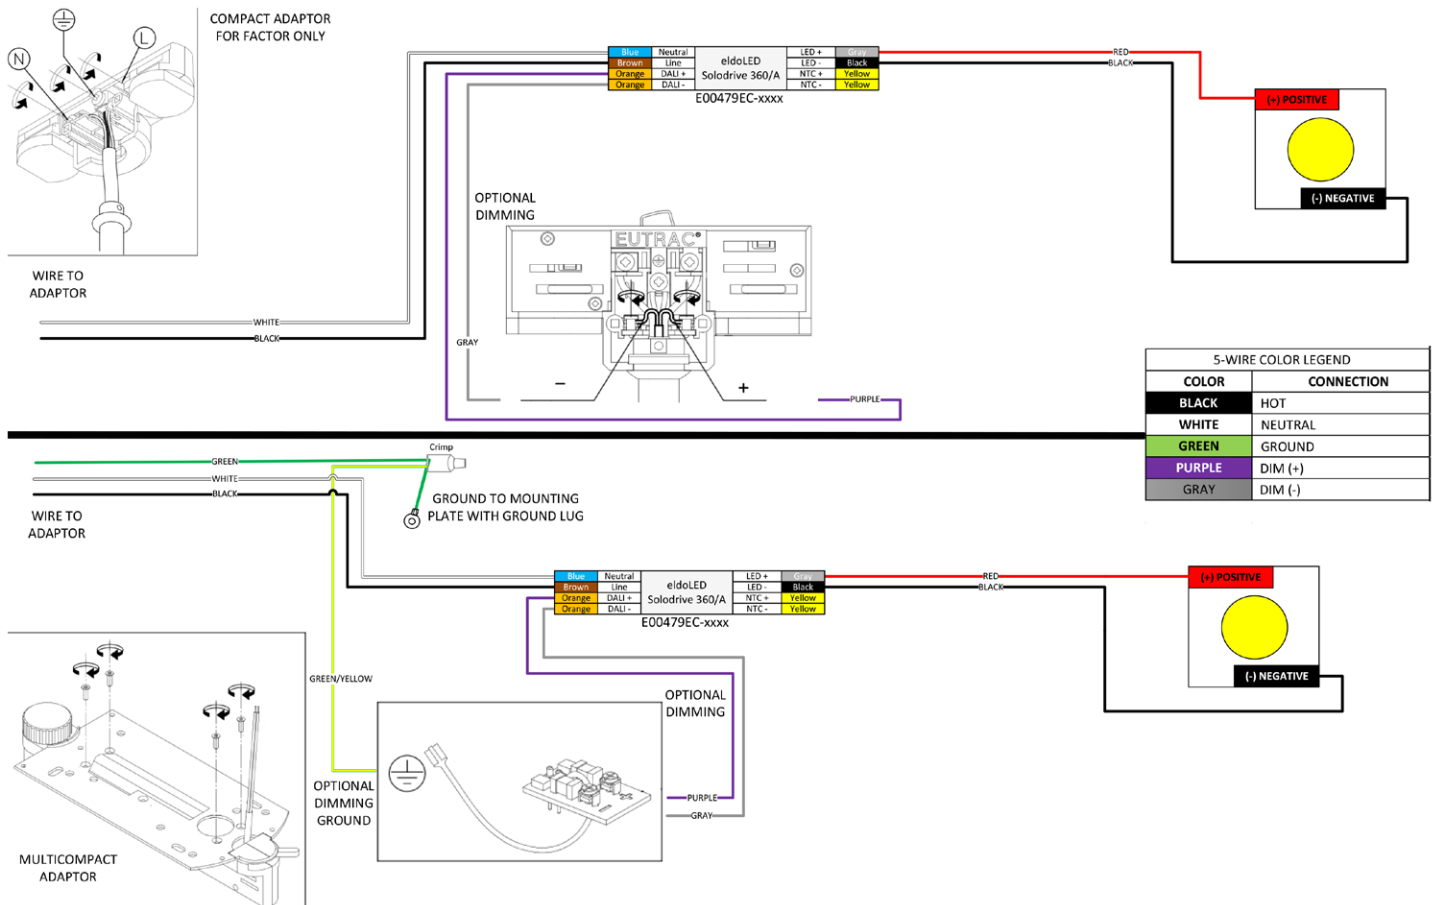 COMPACT ADAPTOR
FOR FACTOR ONLY
N
L
WIRE TO
ADAPTOR
WHITE
BLACK
Blue Neutral
Brown Line
Orange DALI +
Orange DALI -
eldoLED
Solodrive 360/A
LED + Gray
LED - Black
NTC + Yellow
NTC - Yellow
E00479EC-xxxx
RED
BLACK
(+) POSITIVE
(-) NEGATIVE
OPTIONAL
DIMMING
EUTRAC®
GRAY
−
+
PURPLE
5-WIRE COLOR LEGEND
COLOR CONNECTION
BLACK HOT
WHITE NEUTRAL
GREEN GROUND
PURPLE DIM (+)
GRAY DIM (-)
GREEN
WHITE
BLACK
Crimp
WIRE TO
ADAPTOR
GROUND TO MOUNTING
PLATE WITH GROUND LUG
Blue Neutral
Brown Line
Orange DALI +
Orange DALI -
eldoLED
Solodrive 360/A
LED + Gray
LED - Black
NTC + Yellow
NTC - Yellow
E00479EC-xxxx
RED
BLACK
(+) POSITIVE
(-) NEGATIVE
GREEN/YELLOW
OPTIONAL
DIMMING
OPTIONAL
DIMMING
GROUND
− +
PURPLE
GRAY
MULTICOMPACT
ADAPTOR